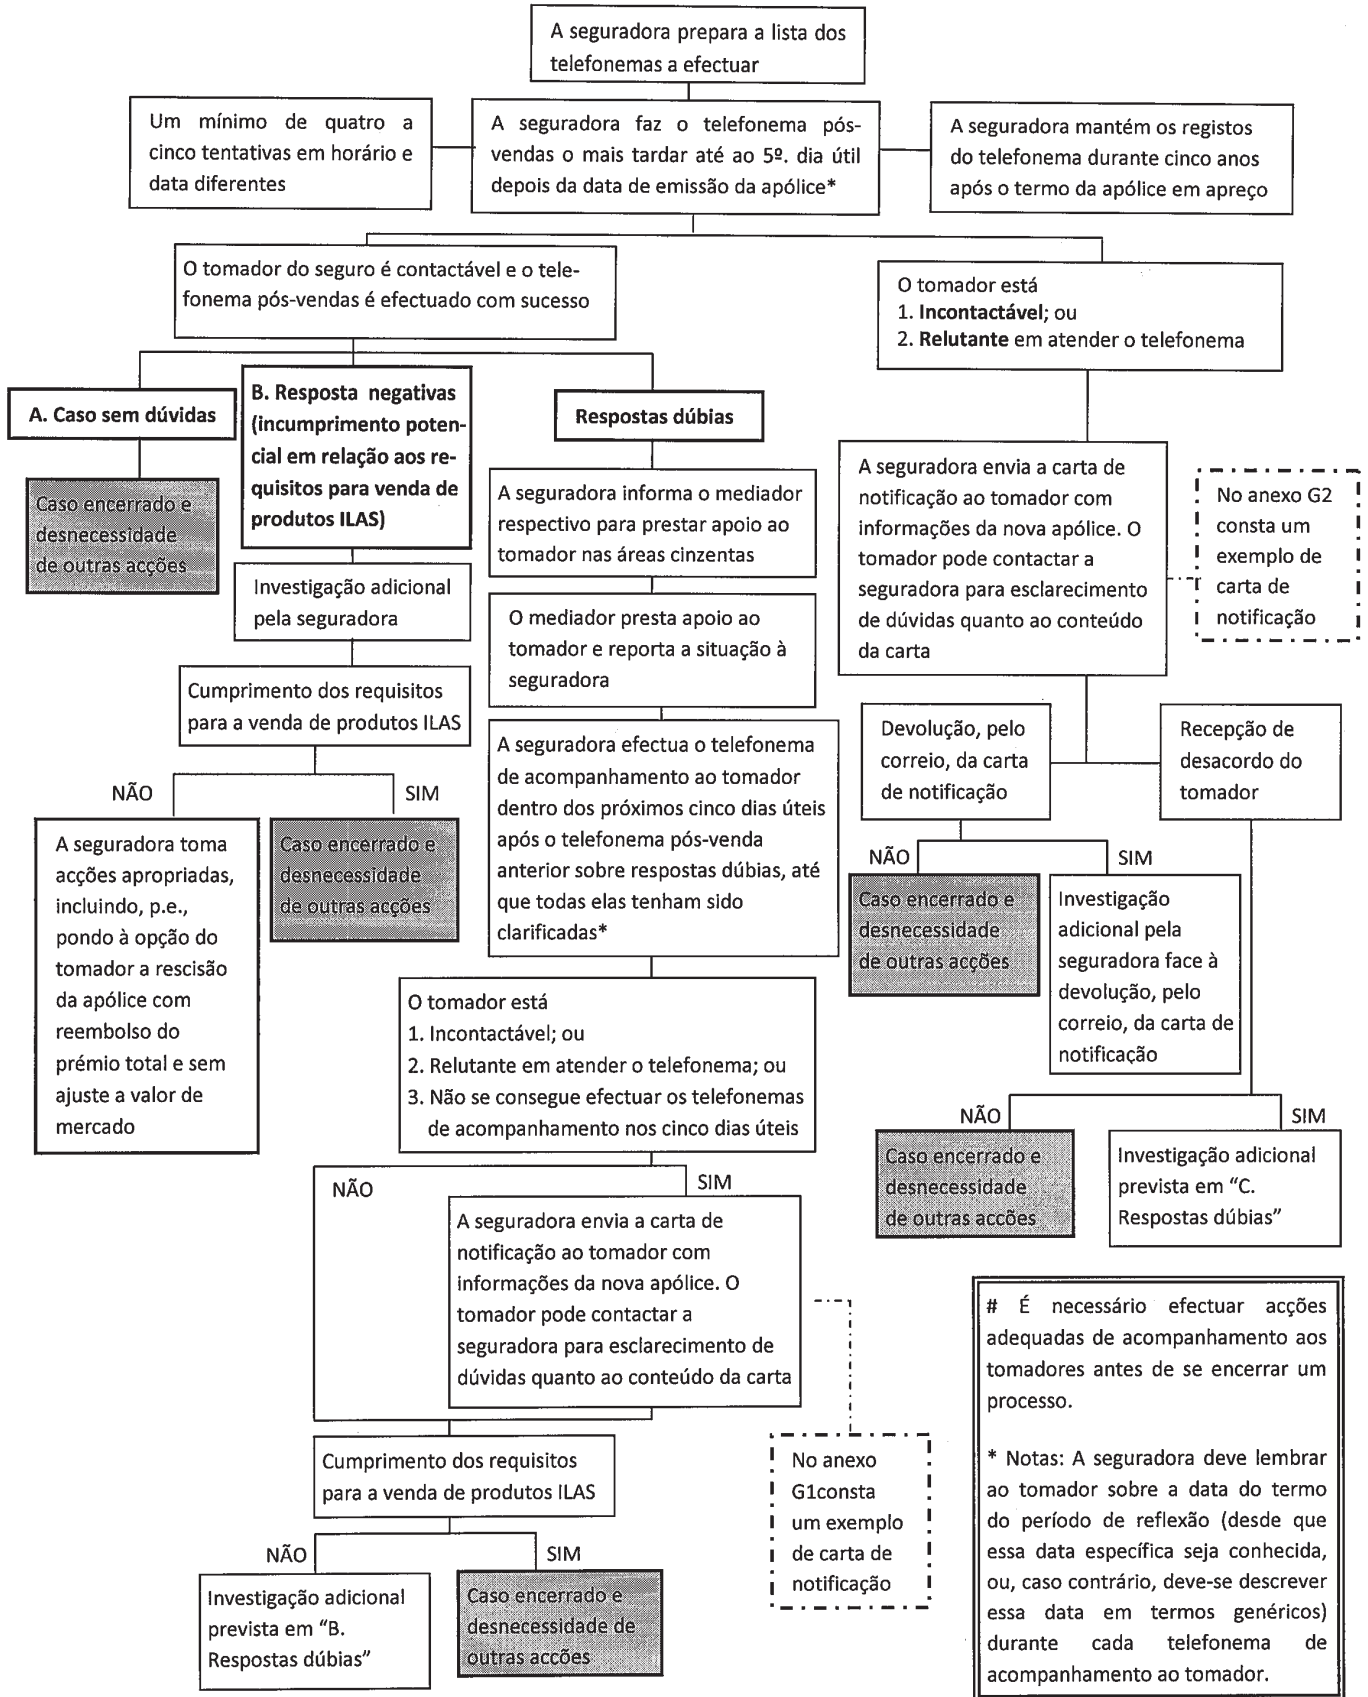 A seguradora prepara a lista dos
telefonemas a efectuar
Um mínimo de quatro a
cinco tentativas em horário e
data diferentes
A seguradora faz o telefonema pós-
vendas o mais tardar até ao 5º. dia útil
depois da data de emissão da apólice*
A seguradora mantém os registos
do telefonema durante cinco anos
após o termo da apólice em apreço
O tomador do seguro é contactável e o tele-
fonema pós-vendas é efectuado com sucesso
O tomador está
1. Incontactável; ou
2. Relutante em atender o telefonema
A. Caso sem dúvidas
Caso encerrado e
desnecessidade
de outras acções
B. Resposta negativas
(incumprimento poten-
cial em relação aos re-
quisitos para venda de
produtos ILAS)
Investigação adicional
pela seguradora
Cumprimento dos requisitos
para a venda de produtos ILAS
NÃO
SIM
A seguradora toma
acções apropriadas,
incluindo, p.e.,
pondo à opção do
tomador a rescisão
da apólice com
reembolso do
prémio total e sem
ajuste a valor de
mercado
Caso encerrado e
desnecessidade
de outras acções
Respostas dúbias
A seguradora informa o mediador
respectivo para prestar apoio ao
tomador nas áreas cinzentas
O mediador presta apoio ao
tomador e reporta a situação à
seguradora
A seguradora efectua o telefonema
de acompanhamento ao tomador
dentro dos próximos cinco dias úteis
após o telefonema pós-venda
anterior sobre respostas dúbias, até
que todas elas tenham sido
clarificadas*
O tomador está
1. Incontactável; ou
2. Relutante em atender o telefonema; ou
3. Não se consegue efectuar os telefonemas
de acompanhamento nos cinco dias úteis
NÃO
SIM
A seguradora envia a carta de
notificação ao tomador com
informações da nova apólice. O
tomador pode contactar a
seguradora para esclarecimento de
dúvidas quanto ao conteúdo da carta
No anexo
G1consta
um exemplo
de carta de
notificação
Cumprimento dos requisitos
para a venda de produtos ILAS
NÃO
SIM
Investigação adicional
prevista em “B.
Respostas dúbias”
Caso encerrado e
desnecessidade de
outras acções
A seguradora envia a carta de
notificação ao tomador com
informações da nova apólice. O
tomador pode contactar a
seguradora para esclarecimento
de dúvidas quanto ao conteúdo
da carta
No anexo G2
consta um
exemplo de
carta de
notificação
Devolução, pelo
correio, da carta
de notificação
Recepção de
desacordo do
tomador
NÃO
SIM
Caso encerrado e
desnecessidade
de outras acções
Investigação
adicional pela
seguradora face à
devolução, pelo
correio, da carta de
notificação
NÃO
SIM
Caso encerrado e
desnecessidade
de outras acções
Investigação adicional
prevista em “C.
Respostas dúbias”
# É necessário efectuar acções
adequadas de acompanhamento aos
tomadores antes de se encerrar um
processo.
* Notas: A seguradora deve lembrar
ao tomador sobre a data do termo
do período de reflexão (desde que
essa data específica seja conhecida,
ou, caso contrário, deve-se descrever
essa data em termos genéricos)
durante cada telefonema de
acompanhamento ao tomador.